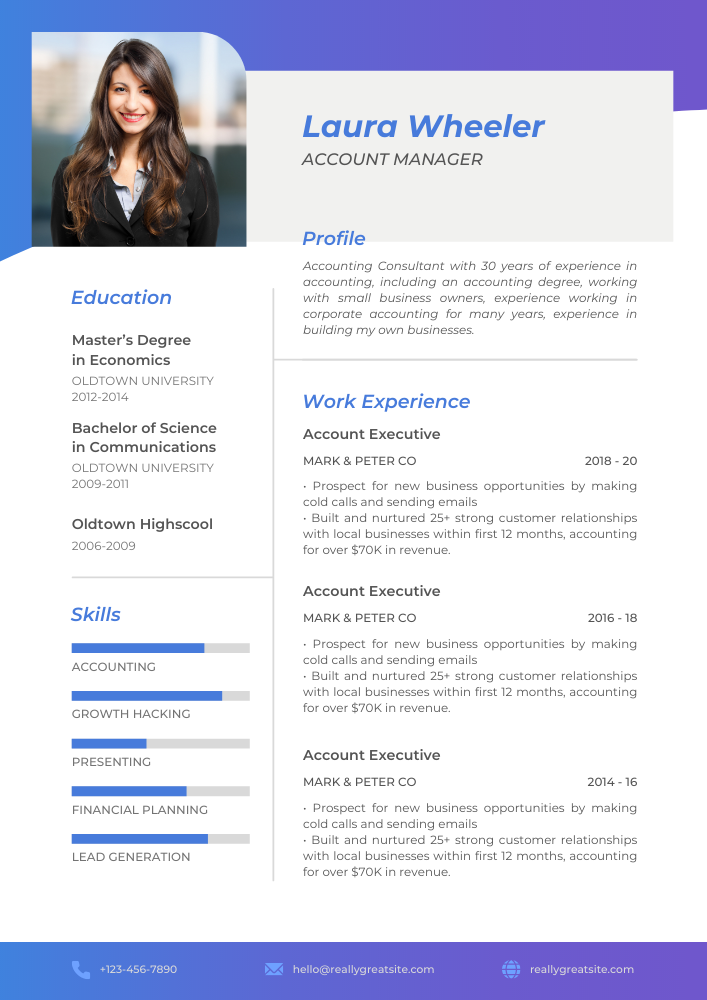 Laura Wheeler
ACCOUNT MANAGER
Profile
Accounting Consultant with 30 years of experience in
accounting, including an accounting degree, working
with small business owners, experience working in
corporate accounting for many years, experience in
building my own businesses.
Education
Master’s Degree
in Economics
OLDTOWN UNIVERSITY
2012-2014
Bachelor of Science
in Communications
OLDTOWN UNIVERSITY
2009-2011
Oldtown Highscool
2006-2009
Skills
ACCOUNTING
GROWTH HACKING
PRESENTING
FINANCIAL PLANNING
LEAD GENERATION
Work Experience
Account Executive
MARK & PETER CO 2018 - 20
• Prospect for new business opportunities by making
cold calls and sending emails
• Built and nurtured 25+ strong customer relationships
with local businesses within first 12 months, accounting
for over $70K in revenue.
Account Executive
MARK & PETER CO 2016 - 18
• Prospect for new business opportunities by making
cold calls and sending emails
• Built and nurtured 25+ strong customer relationships
with local businesses within first 12 months, accounting
for over $70K in revenue.
Account Executive
MARK & PETER CO 2014 - 16
• Prospect for new business opportunities by making
cold calls and sending emails
• Built and nurtured 25+ strong customer relationships
with local businesses within first 12 months, accounting
for over $70K in revenue.
+123-456-7890 hello@reallygreatsite.com reallygreatsite.com